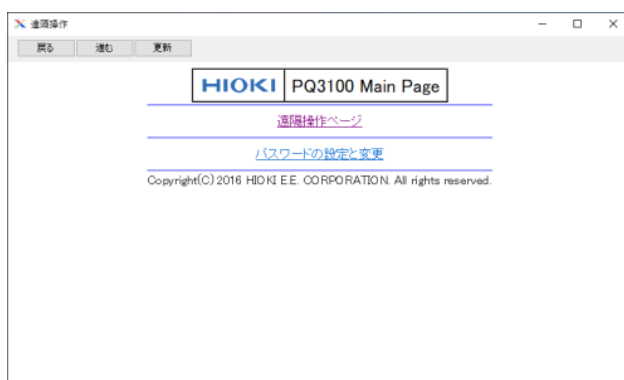 遠隔操作
戻る 進む 更新
HIOKI PQ3100 Main Page
遠隔操作ページ
パスワードの設定と変更
Copyright(C) 2016 HIOKI E.E. CORPORATION. All rights reserved.